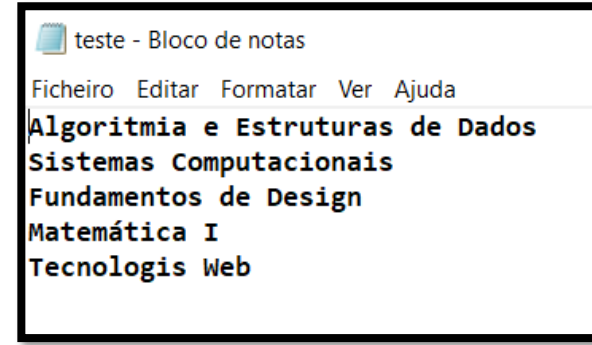 teste - Bloco de notas
Ficheiro Editar Formatar Ver Ajuda
Algoritmia e Estruturas de Dados
Sistemas Computacionais
Fundamentos de Design
Matemática I
Tecnologis Web